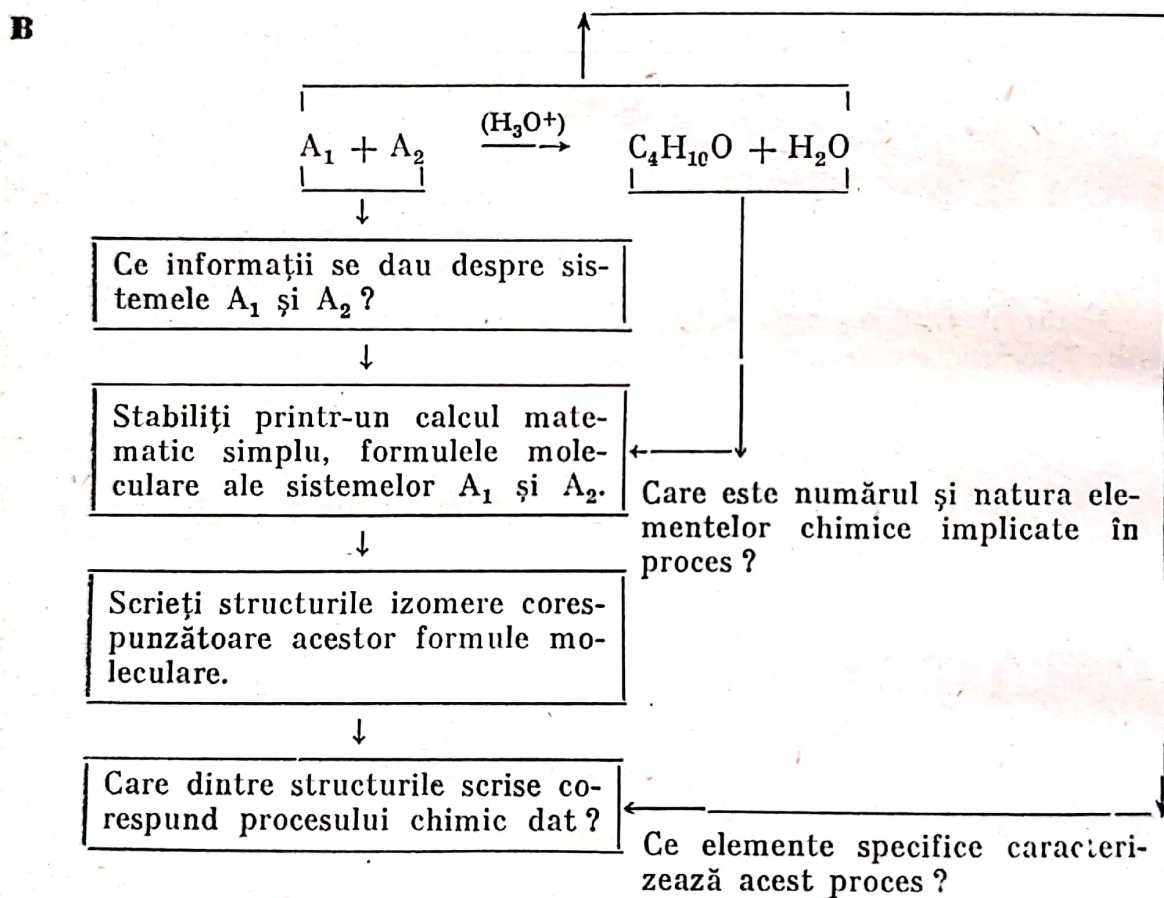 B
(H₃O⁺)
A₁ + A₂ → C₄H₁₀O + H₂O
Ce informații se dau despre sis-
temele A₁ și A₂ ?
Stabiliți printr-un calcul mate-
matic simplu, formulele mole-
culare ale sistemelor A₁ și A₂.
Care este numărul și natura ele-
mentelor chimice implicate în
proces ?
Scrieți structurile izomere cores-
punzătoare acestor formule mo-
leculare.
Care dintre structurile scrise co-
respund procesului chimic dat ?
Ce elemente specifice caracteri-
zează acest proces ?